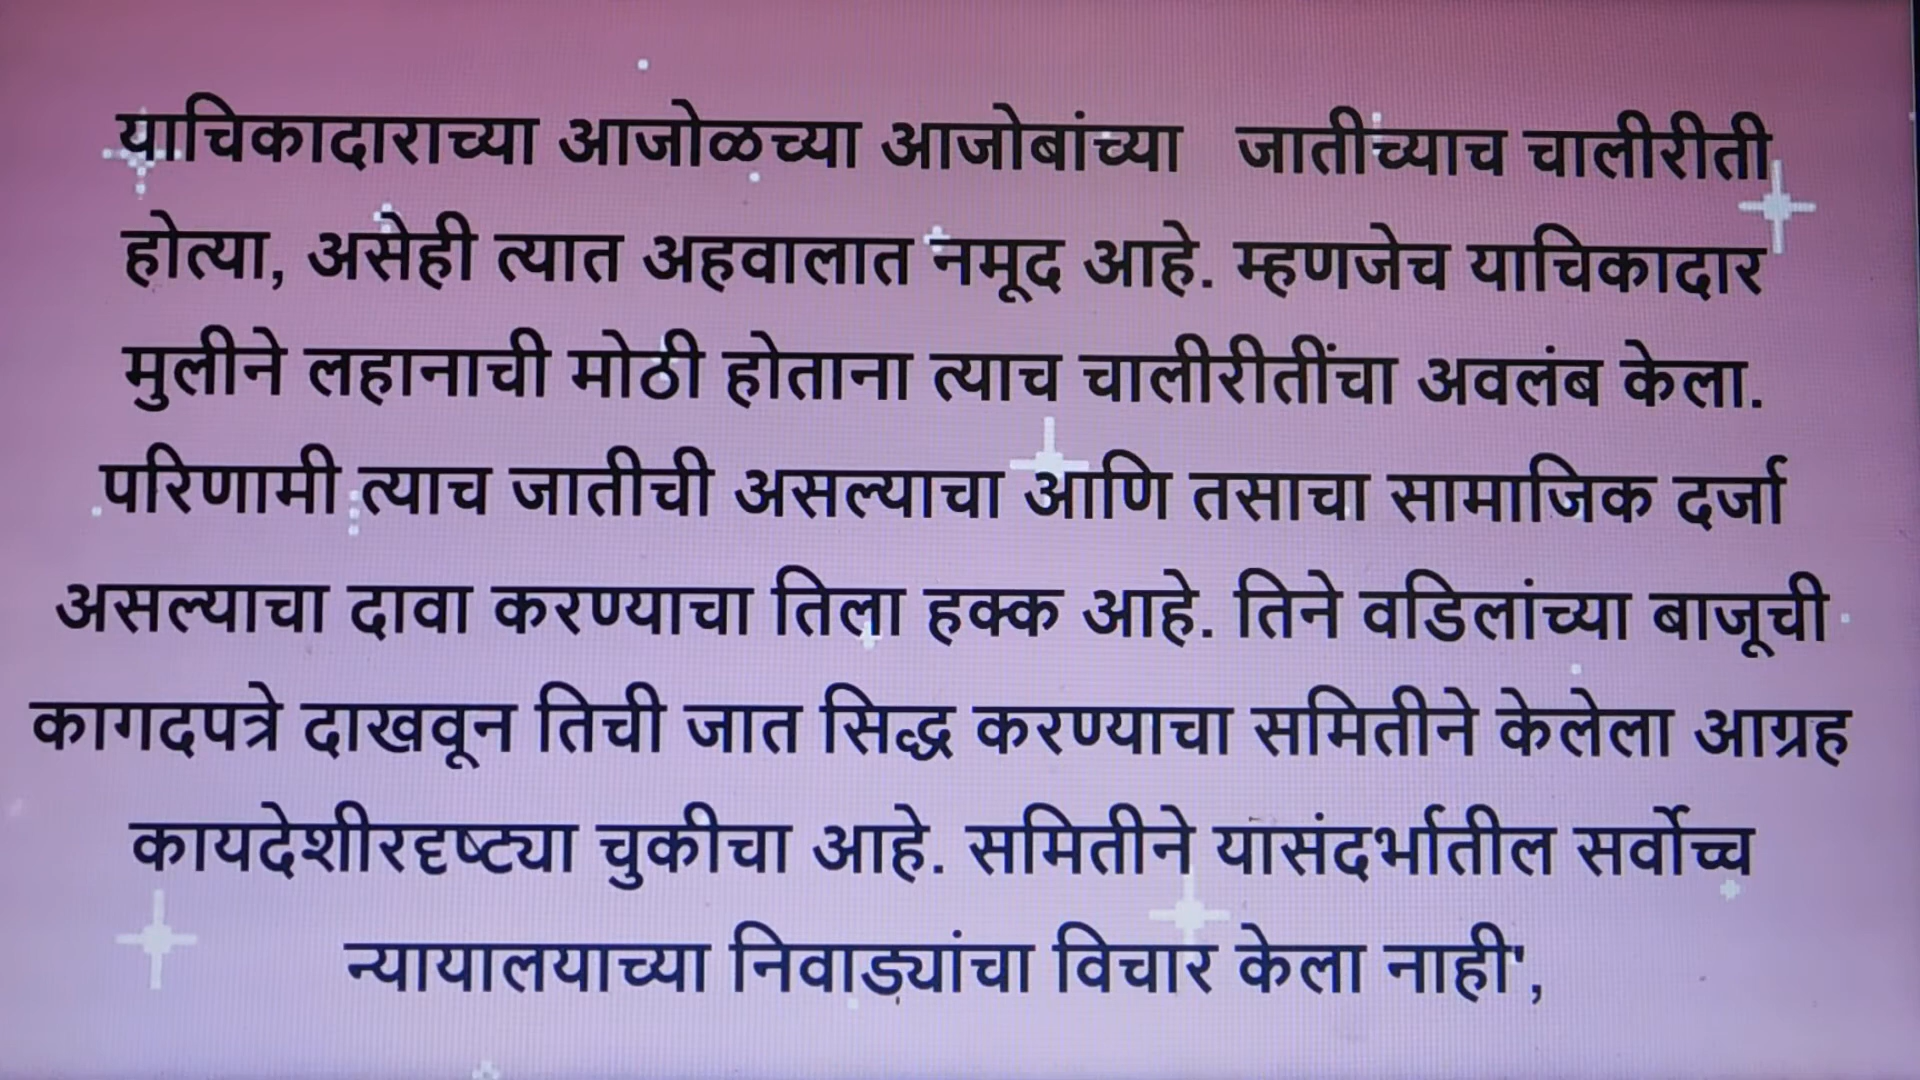 याचिकादाराच्या आजोळच्या आजोबांच्या जातीच्याच चालीरीती
होत्या, असेही त्यात अहवालात नमूद आहे. म्हणजेच याचिकादार
मुलीने लहानाची मोठी होताना त्याच चालीरीतींचा अवलंब केला.
परिणामी त्याच जातीची असल्याचा आणि तसाचा सामाजिक दर्जा
असल्याचा दावा करण्याचा तिला हक्क आहे. तिने वडिलांच्या बाजूची
कागदपत्रे दाखवून तिची जात सिद्ध करण्याचा समितीने केलेला आग्रह
कायदेशीरदृष्ट्या चुकीचा आहे. समितीने यासंदर्भातील सर्वोच्च
न्यायालयाच्या निवाड्यांचा विचार केला नाही',